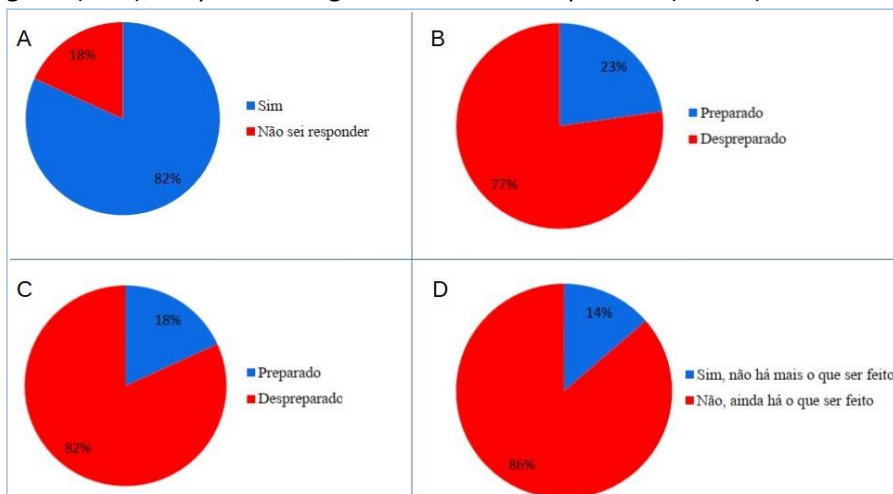 A
18%
82%
Sim
Não sei responder
B
23%
77%
Preparado
Despreparado
C
18%
82%
Preparado
Despreparado
D
14%
86%
Sim, não há mais o que ser feito
Não, ainda há o que ser feito